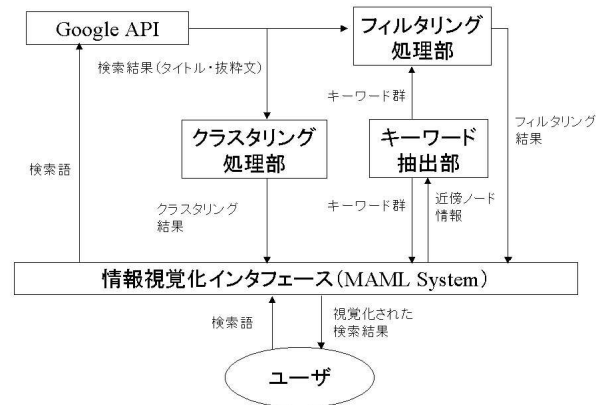 Google API
フィルタリング
処理部
検索結果(タイトル・抜粋文)
キーワード群
フィルタリング
結果
クラスタリング
処理部
キーワード
抽出部
検索語
クラスタリング
結果
キーワード群
近傍ノード
情報
情報視覚化インタフェース(MAML System)
検索語
視覚化された
検索結果
ユーザ